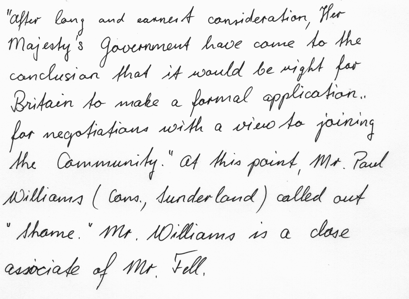 "After long and earnest consideration, Her
Majesty's Government have come to the
conclusion that it would be right for
Britain to make a formal application..
for negotiations with a view to joining
the Community." At this point, Mr. Paul
Williams (Cons., Sunderland) called out
"Shame." Mr. Williams is a close
associate of Mr. Fell.